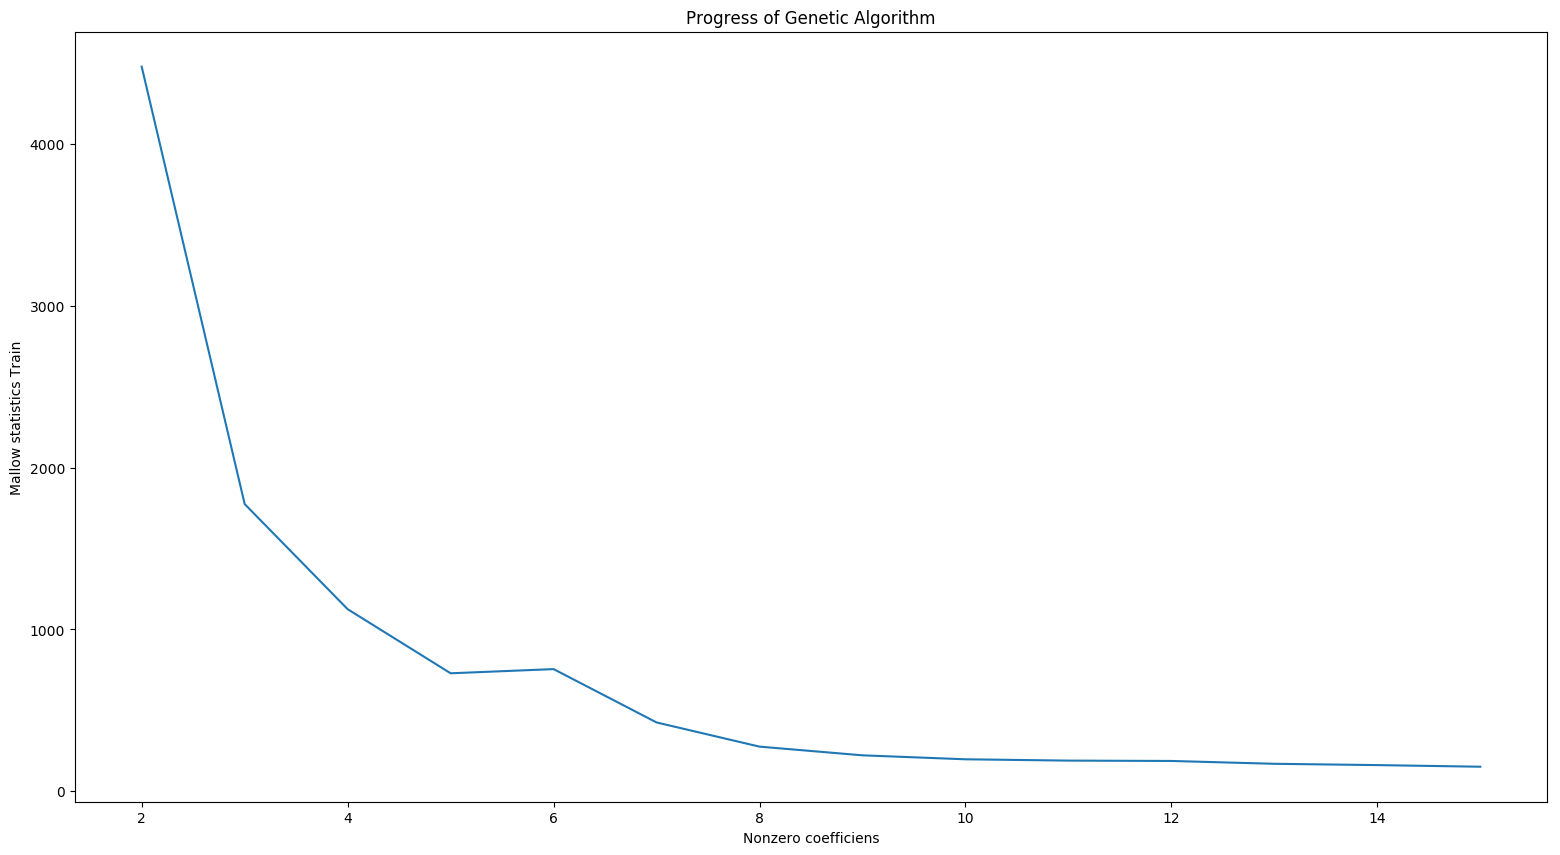 Progress of Genetic Algorithm
Mallow statistics Train
4000
3000
2000
1000
0
2 4 6 8 10 12 14
Nonzero coefficiens